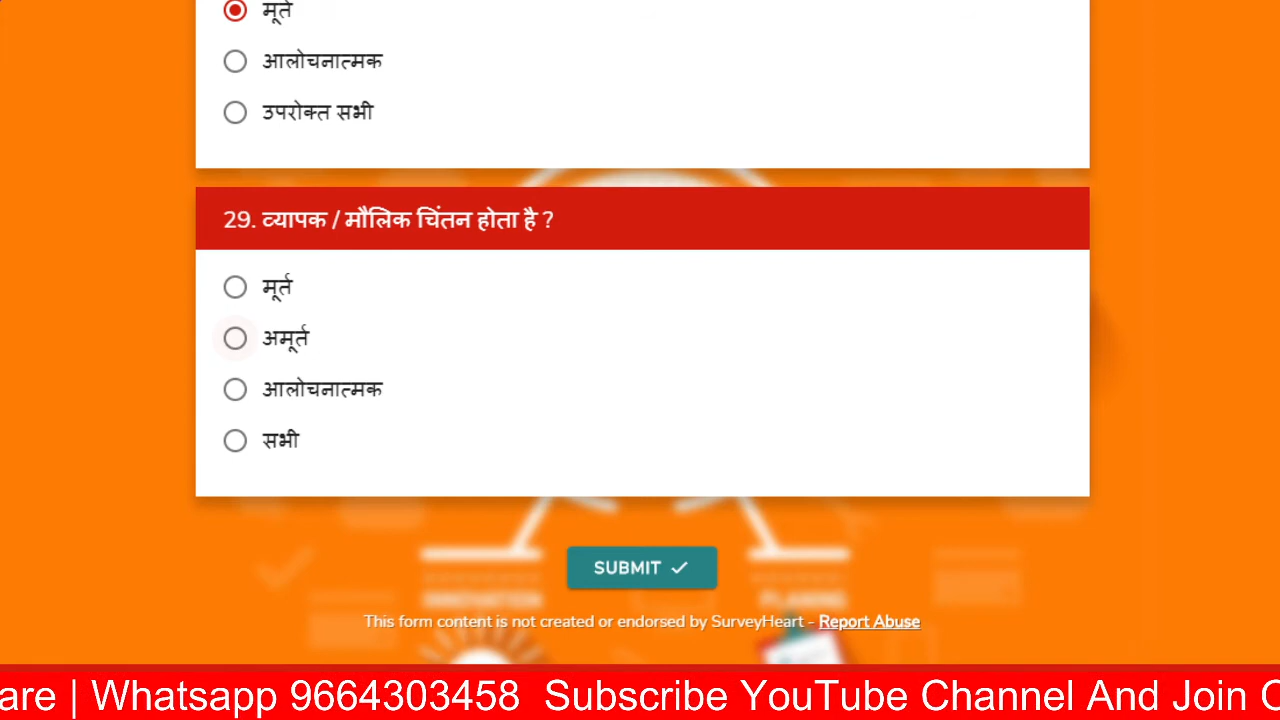 मूर्त
आलोचनात्मक
उपरोक्त सभी
29. व्यापक / मौलिक चिंतन होता है ?
मूर्त
अमूर्त
आलोचनात्मक
सभी
SUBMIT
INNOVATION
This form content is not created or endorsed by SurveyHeart - Report Abuse
are | Whatsapp 9664303458 Subscribe YouTube Channel And Join